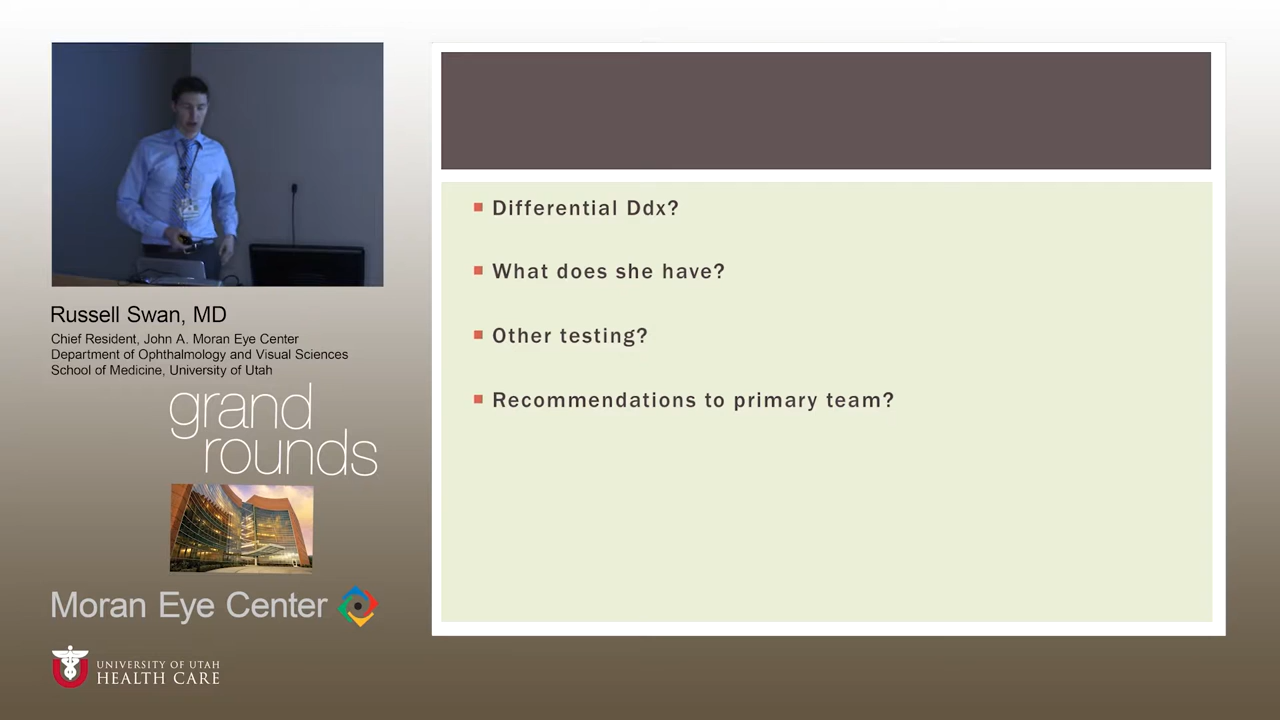 Differential Ddx?
What does she have?
Other testing?
Recommendations to primary team?
Russell Swan, MD
Chief Resident, John A. Moran Eye Center
Department of Ophthalmology and Visual Sciences
School of Medicine, University of Utah
grand
rounds
Moran Eye Center
UNIVERSITY OF UTAH
HEALTH CARE